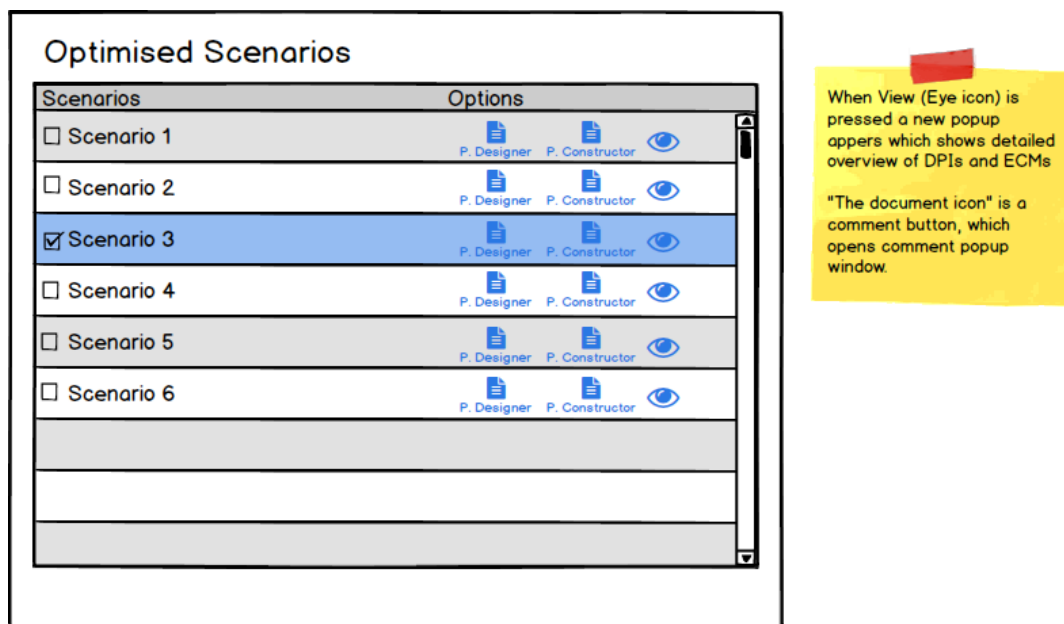 Optimised Scenarios
Scenarios Options
Scenario 1
P. Designer P. Constructor
Scenario 2
P. Designer P. Constructor
Scenario 3
P. Designer P. Constructor
Scenario 4
P. Designer P. Constructor
Scenario 5
P. Designer P. Constructor
Scenario 6
P. Designer P. Constructor
When View (Eye icon) is
pressed a new popup
appers which shows detailed
overview of DPIs and ECMs
"The document icon" is a
comment button, which
opens comment popup
window.